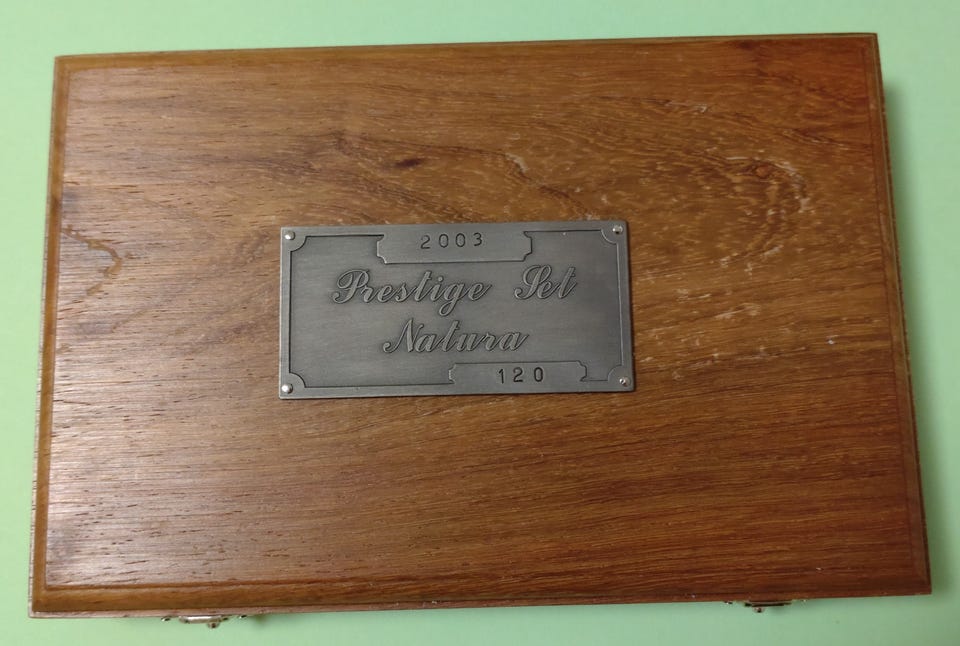 2003
Prestige Set
Natura
120